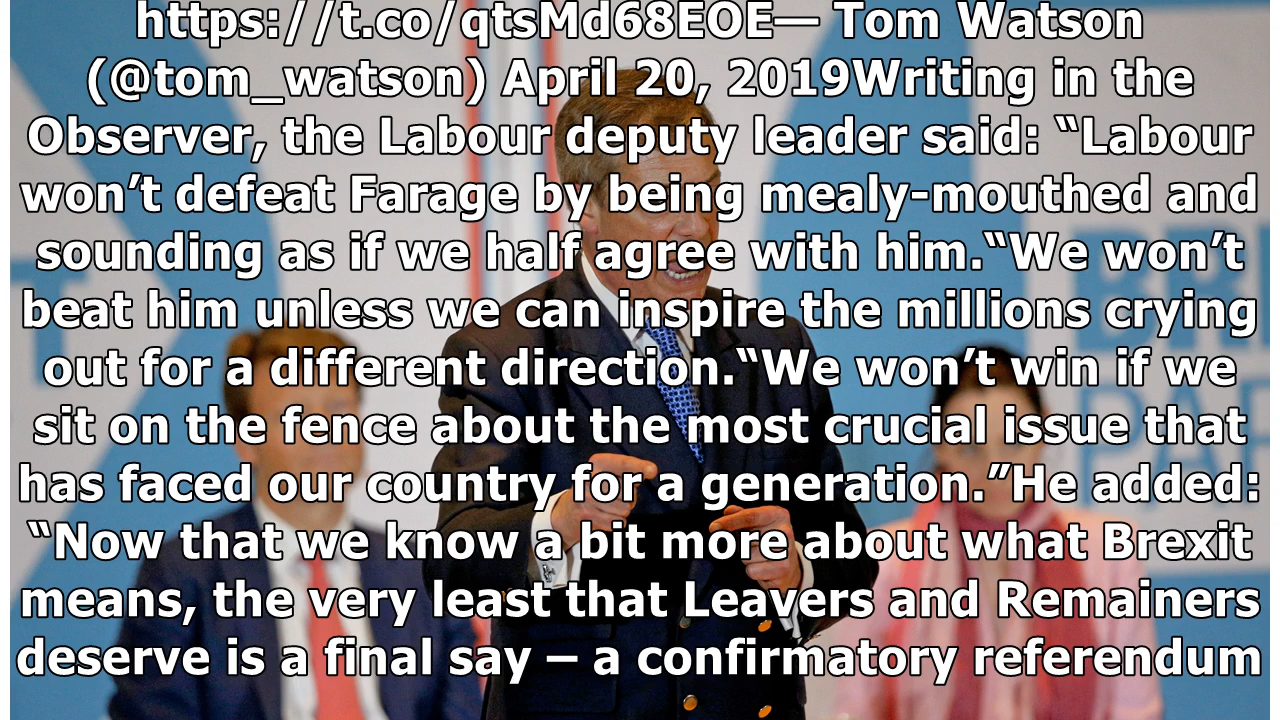 https://t.co/qtsMd68EOE— Tom Watson
(@tom_watson) April 20, 2019Writing in the
Observer, the Labour deputy leader said: “Labour
won’t defeat Farage by being mealy-mouthed and
sounding as if we half agree with him.“We won’t
beat him unless we can inspire the millions crying
out for a different direction.“We won’t win if we
sit on the fence about the most crucial issue that
has faced our country for a generation.”He added:
“Now that we know a bit more about what Brexit
means, the very least that Leavers and Remainers
deserve is a final say – a confirmatory referendum